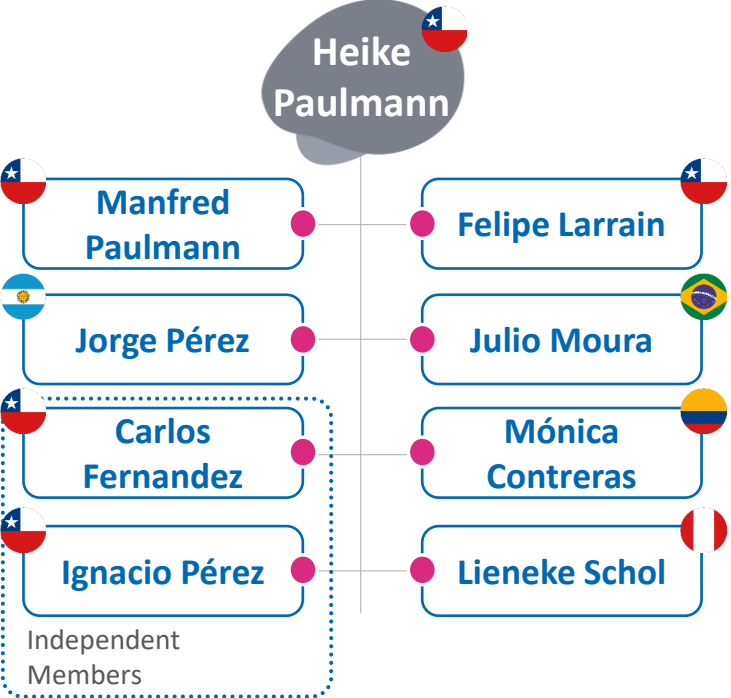 Heike
Paulmann
Manfred
Paulmann
Felipe Larrain
Jorge Pérez
Julio Moura
Carlos
Fernandez
Mónica
Contreras
Ignacio Pérez
Lieneke Schol
Independent
Members